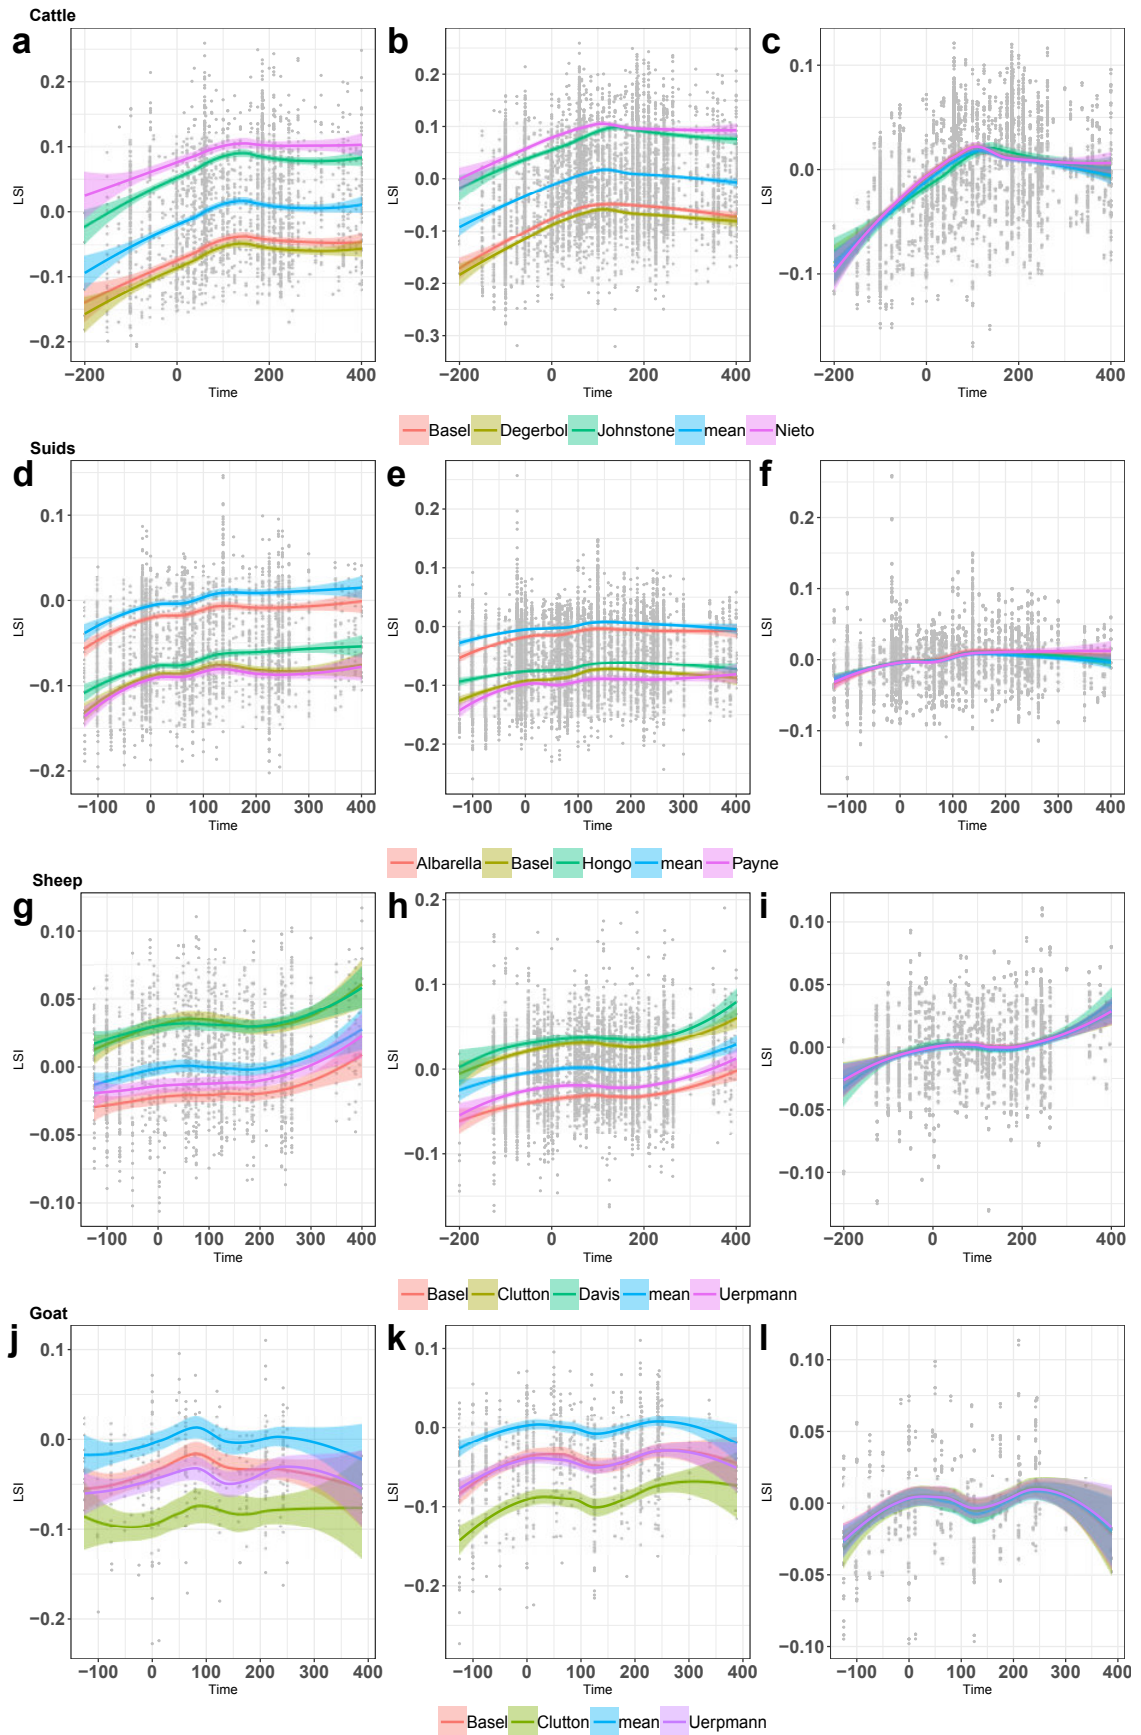 Cattle
a
b
c
0.2
0.1
0.0
−0.1
−0.2
LSI
−200 0 200 400
Time
0.2
0.1
0.0
−0.1
−0.2
−0.3
LSI
−200 0 200 400
Time
0.1
0.0
−0.1
LSI
−200 0 200 400
Time
Basel Degerbol Johnstone mean Nieto
Suids
d
e
f
0.1
0.0
−0.1
−0.2
LSI
−100 0 100 200 300 400
Time
0.2
0.1
0.0
−0.1
−0.2
LSI
−100 0 100 200 300 400
Time
0.2
0.1
0.0
−0.1
LSI
−100 0 100 200 300 400
Time
Albarella Basel Hongo mean Payne
Sheep
g
h
i
0.10
0.05
0.00
−0.05
−0.10
LSI
−100 0 100 200 300 400
Time
0.2
0.1
0.0
−0.1
LSI
−200 0 200 400
Time
0.10
0.05
0.00
−0.05
−0.10
LSI
−200 0 200 400
Time
Basel Clutton Davis mean Uerpmann
Goat
j
k
l
0.1
0.0
−0.1
−0.2
LSI
−100 0 100 200 300 400
Time
0.1
0.0
−0.1
−0.2
LSI
−100 0 100 200 300 400
Time
0.10
0.05
0.00
−0.05
−0.10
LSI
−100 0 100 200 300 400
Time
Basel Clutton mean Uerpmann